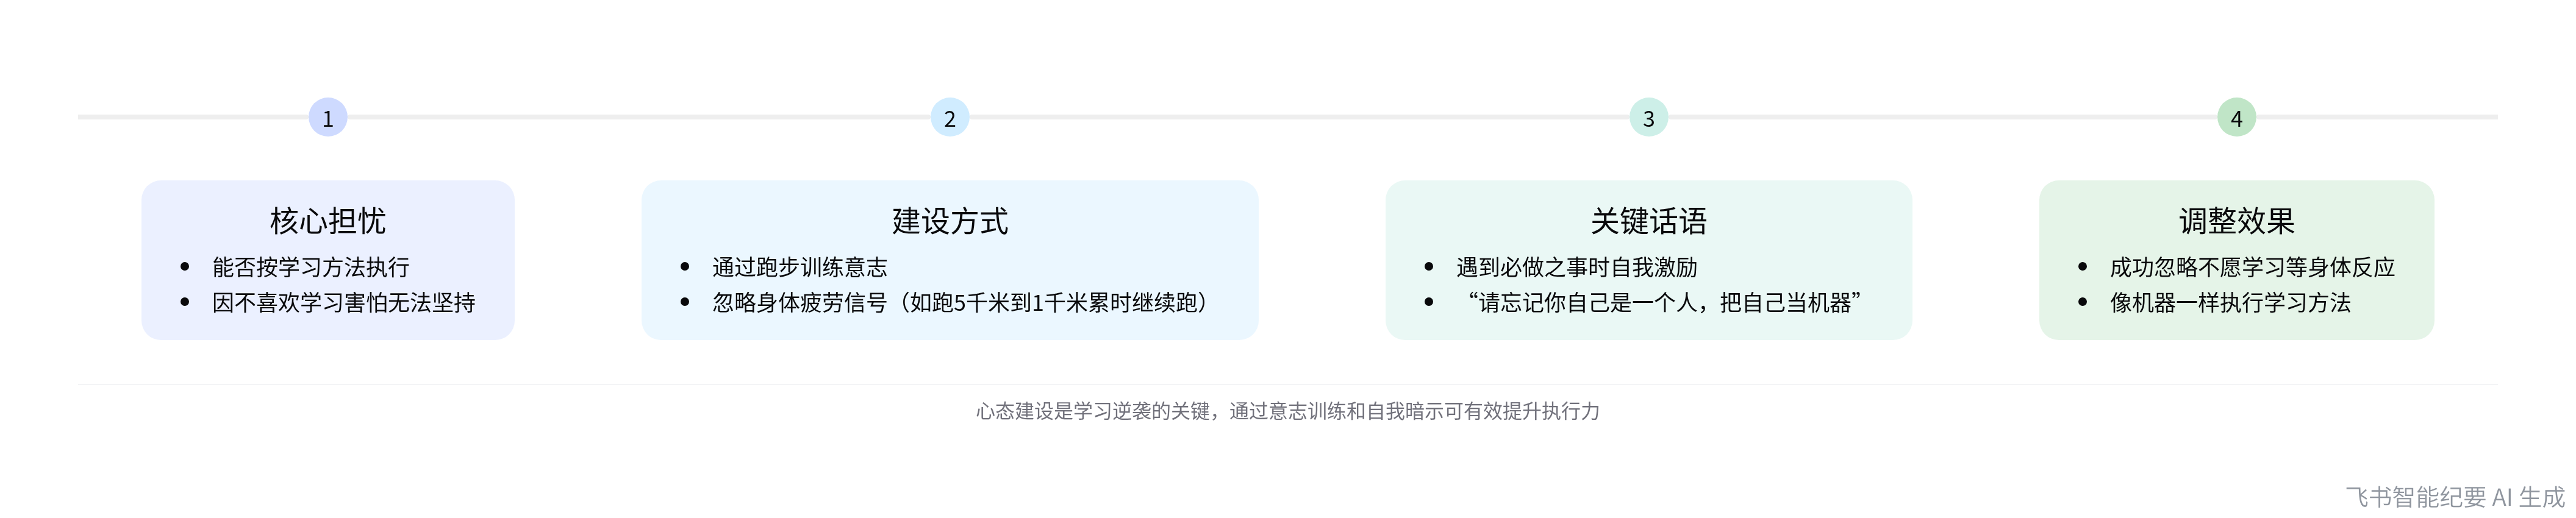 1
2
3
4
核心担忧
能否按学习方法执行
因不喜欢学习害怕无法坚持
建设方式
通过跑步训练意志
忽略身体疲劳信号（如跑5千米到1千米累时继续跑）
关键话语
遇到必做之事时自我激励
“请忘记你自己是一个人，把自己当机器”
调整效果
成功忽略不愿学习等身体反应
像机器一样执行学习方法
心态建设是学习逆袭的关键，通过意志训练和自我暗示可有效提升执行力
飞书智能纪要 AI 生成